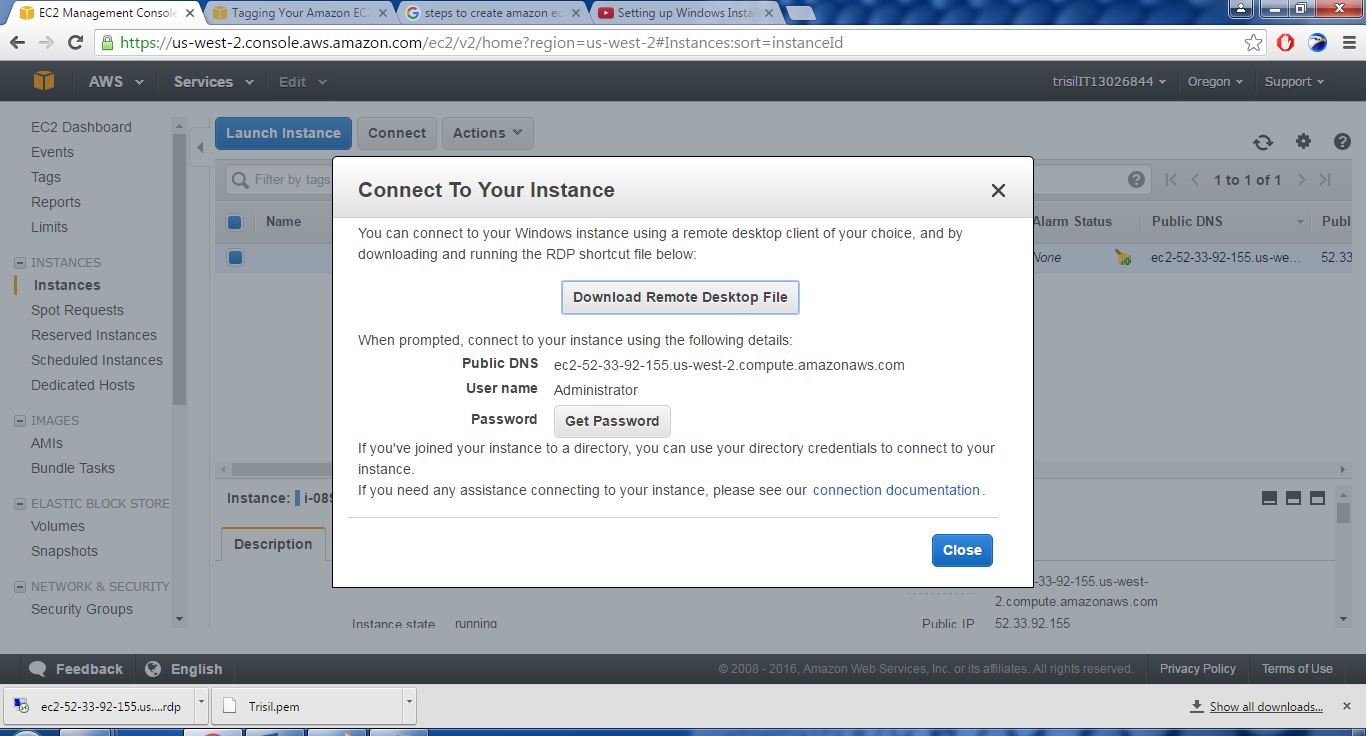 EC2 Management Console
Tagging Your Amazon EC
steps to create amazon ec
Setting up Windows Insta
https://us-west-2.console.aws.amazon.com/ec2/v2/home?region=us-west-2#Instances:sort=instanceId
AWS Services Edit trisilIT13026844 Oregon Support
EC2 Dashboard
Events
Tags
Reports
Limits
INSTANCES
Instances
Spot Requests
Reserved Instances
Scheduled Instances
Dedicated Hosts
IMAGES
AMIs
Bundle Tasks
ELASTIC BLOCK STORE
Volumes
Snapshots
NETWORK & SECURITY
Security Groups
Launch Instance Connect Actions
Filter by tags 1 to 1 of 1
Name Alarm Status Public DNS Publ
None ec2-52-33-92-155.us-we... 52.33
Connect To Your Instance
You can connect to your Windows instance using a remote desktop client of your choice, and by
downloading and running the RDP shortcut file below:
Download Remote Desktop File
When prompted, connect to your instance using the following details:
Public DNS ec2-52-33-92-155.us-west-2.compute.amazonaws.com
User name Administrator
Password Get Password
If you've joined your instance to a directory, you can use your directory credentials to connect to your
instance.
If you need any assistance connecting to your instance, please see our connection documentation.
Close
Instance: i-089
Description
-33-92-155.us-west-
2.compute.amazonaws.com
Instance state running Public IP 52.33.92.155
Feedback English © 2008 - 2016, Amazon Web Services, Inc. or its affiliates. All rights reserved. Privacy Policy Terms of Use
ec2-52-33-92-155.us....rdp Trisil.pem Show all downloads...